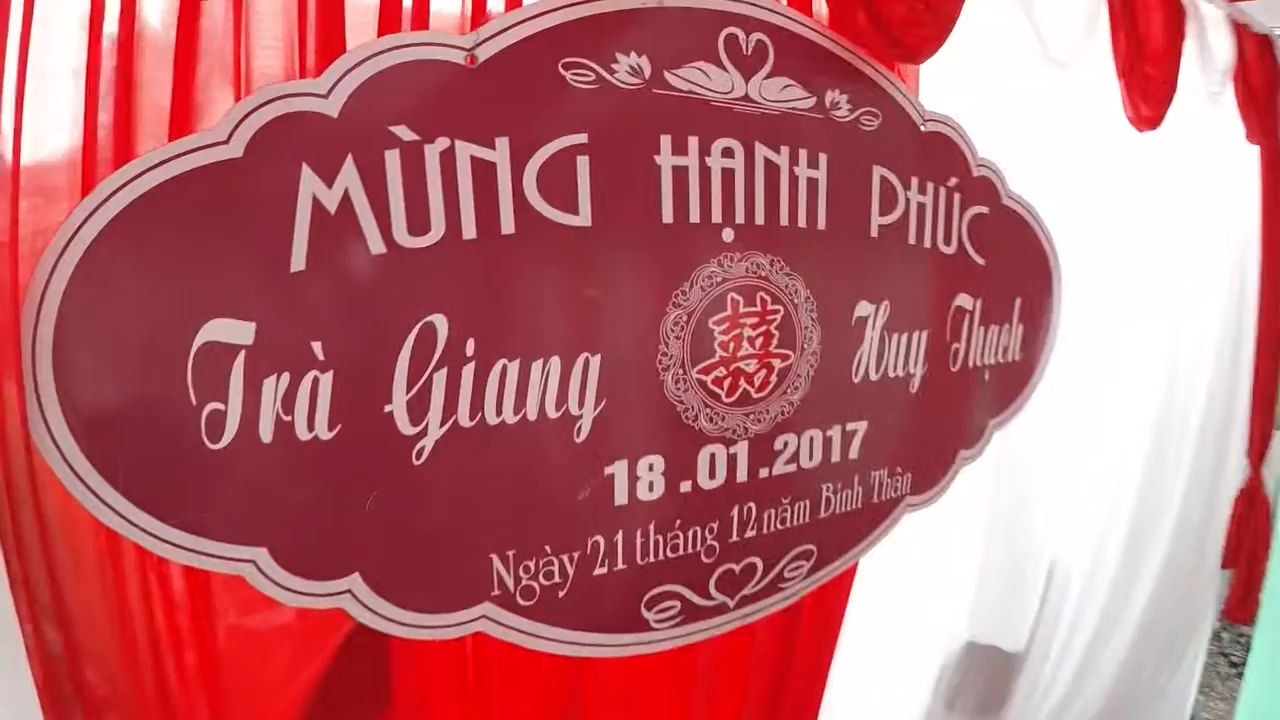 MỪNG HẠNH PHÚC
Trà Giang 囍 Huy Thạch
18.01.2017
Ngày 21 tháng 12 năm Bính Thân